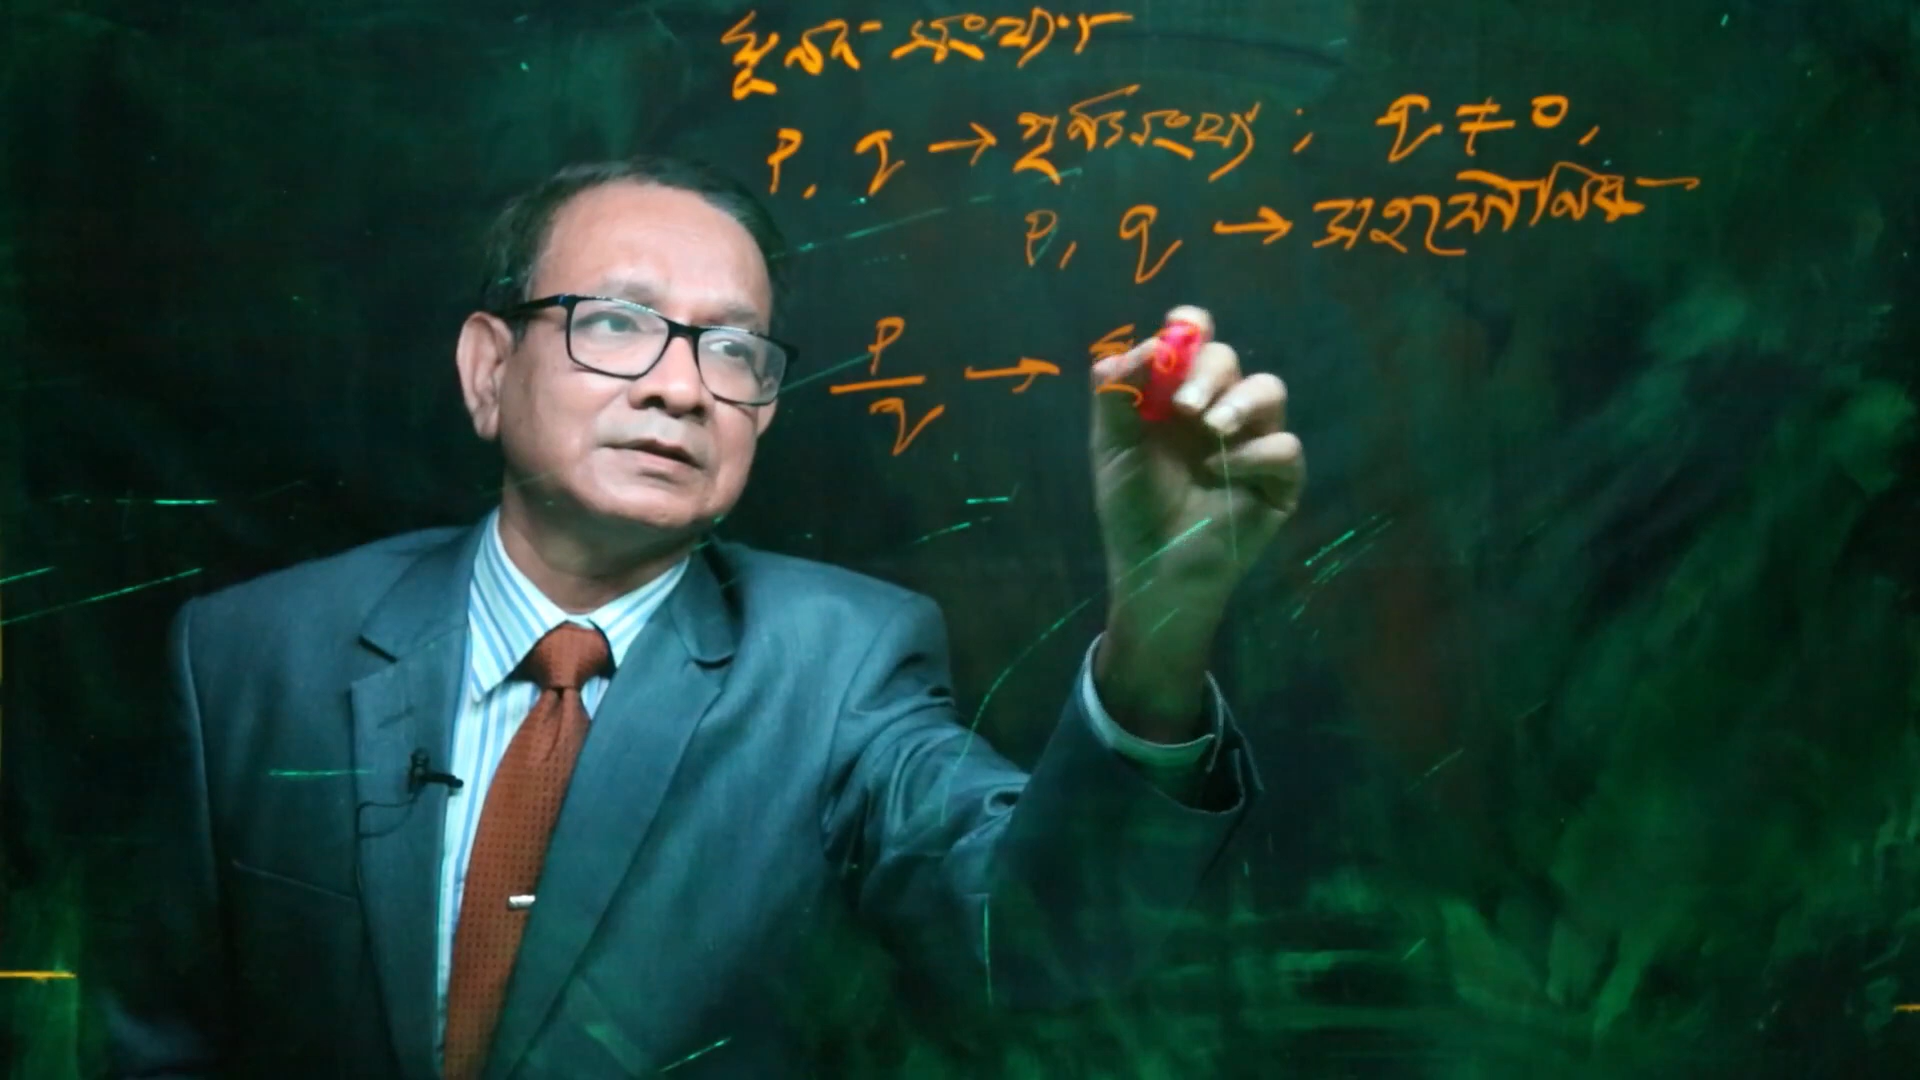 মূলদ সংখ্যা
P, q → পূর্ণসংখ্যা ; q ≠ 0,
P, q → সহমৌলিক
P/q → মূ